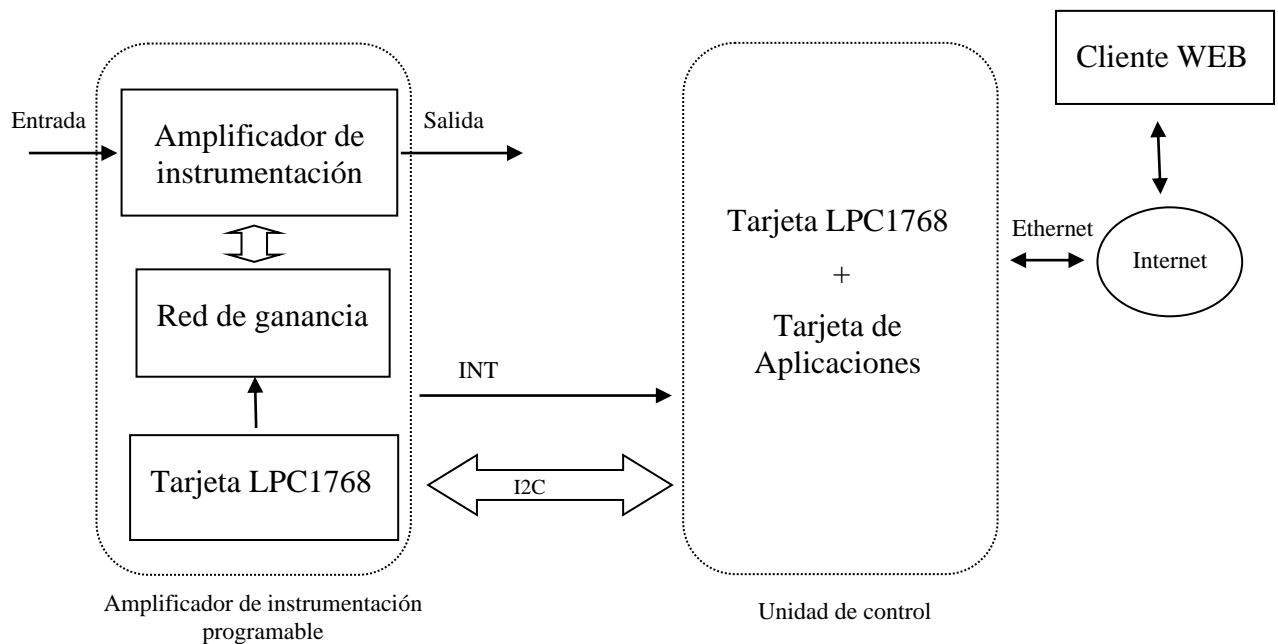 Cliente WEB
Entrada
Amplificador de
instrumentación
Salida
Tarjeta LPC1768
+
Tarjeta de
Aplicaciones
Ethernet
Internet
Red de ganancia
INT
Tarjeta LPC1768
I2C
Amplificador de instrumentación
programable
Unidad de control